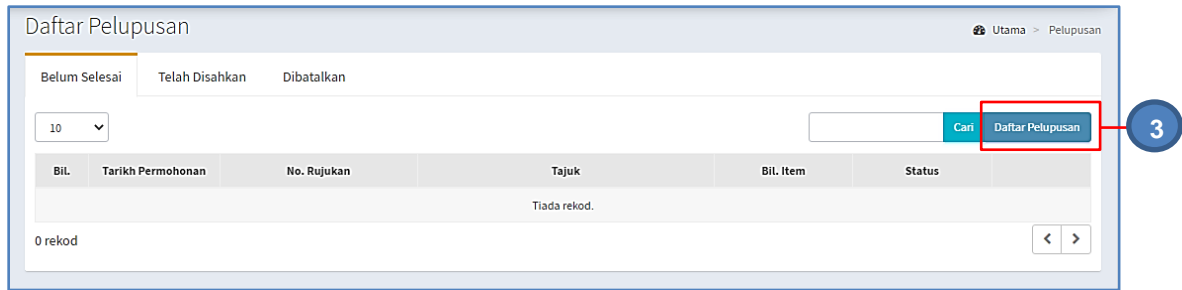 Daftar Pelupusan
Utama > Pelupusan
Belum Selesai Telah Disahkan Dibatalkan
10 Cari Daftar Pelupusan 3
Bil. Tarikh Permohonan No. Rujukan Tajuk Bil. Item Status
Tiada rekod.
0 rekod < >